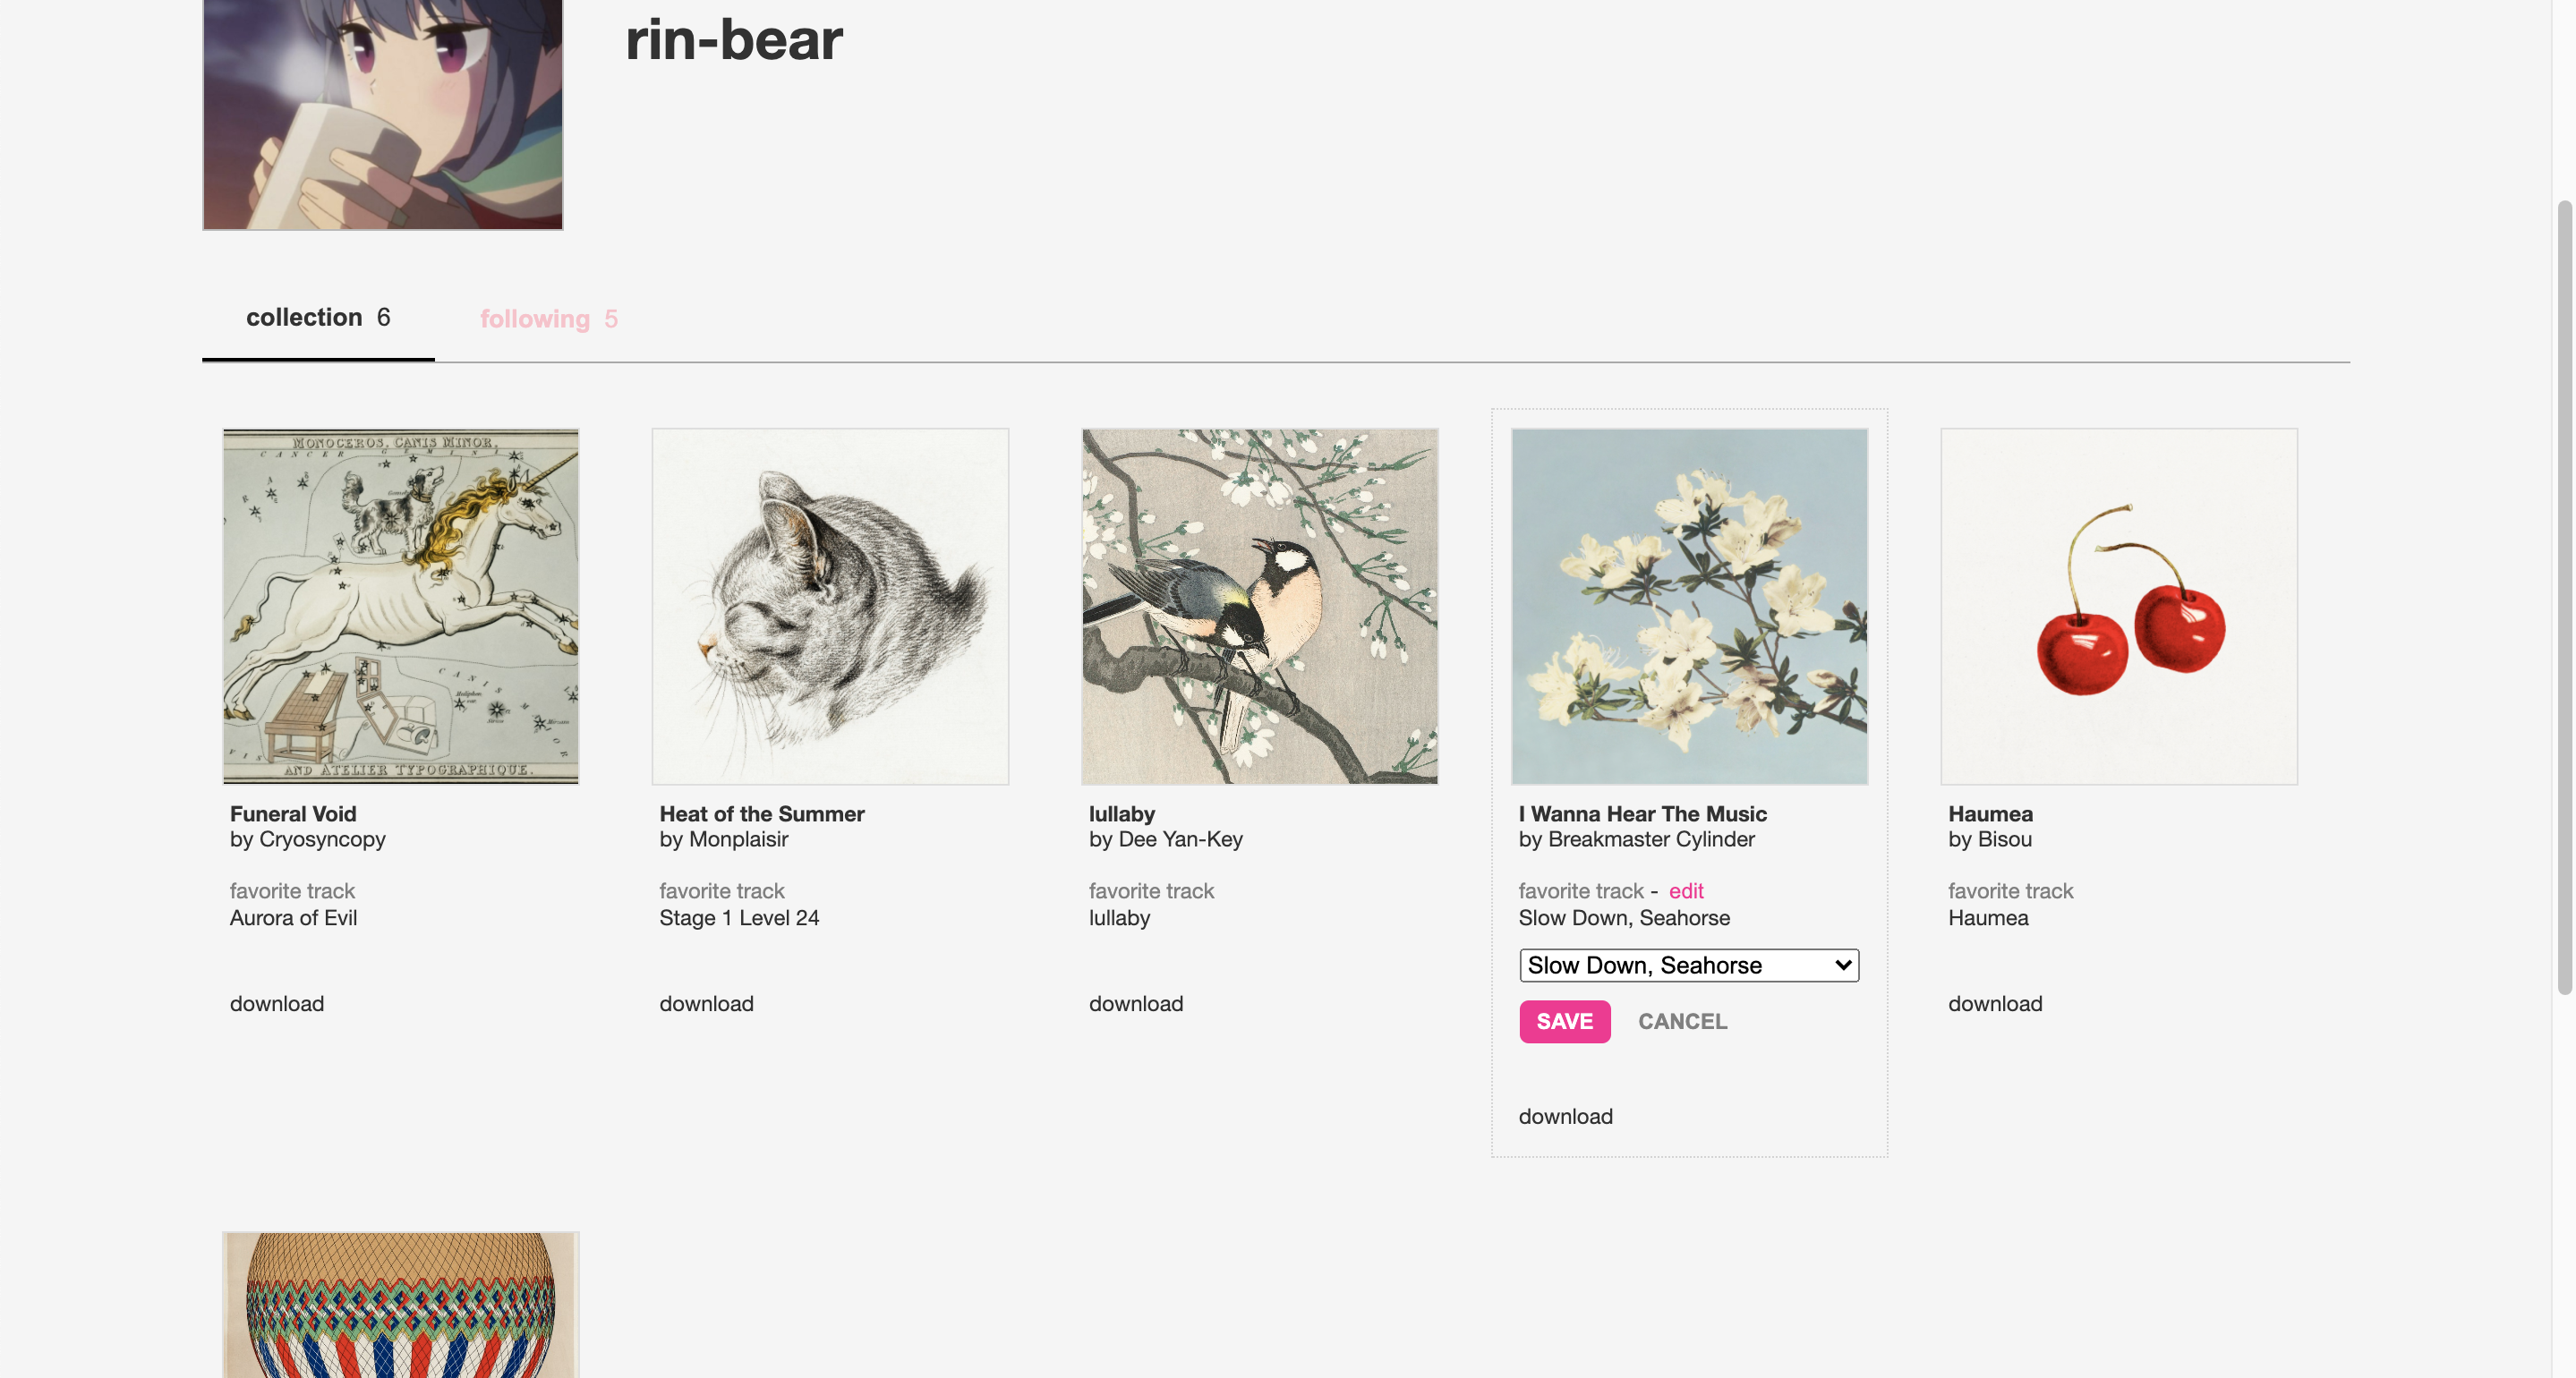 rin-bear
collection 6
following 5
MONOCEROS, CANIS MINOR,
CANCER GEMINI
AND ATELIER TYPOGRAPHIQUE.
Funeral Void
by Cryosyncopy
favorite track
Aurora of Evil
download
Heat of the Summer
by Monplaisir
favorite track
Stage 1 Level 24
download
lullaby
by Dee Yan-Key
favorite track
lullaby
download
I Wanna Hear The Music
by Breakmaster Cylinder
favorite track - edit
Slow Down, Seahorse
Slow Down, Seahorse
SAVE CANCEL
download
Haumea
by Bisou
favorite track
Haumea
download